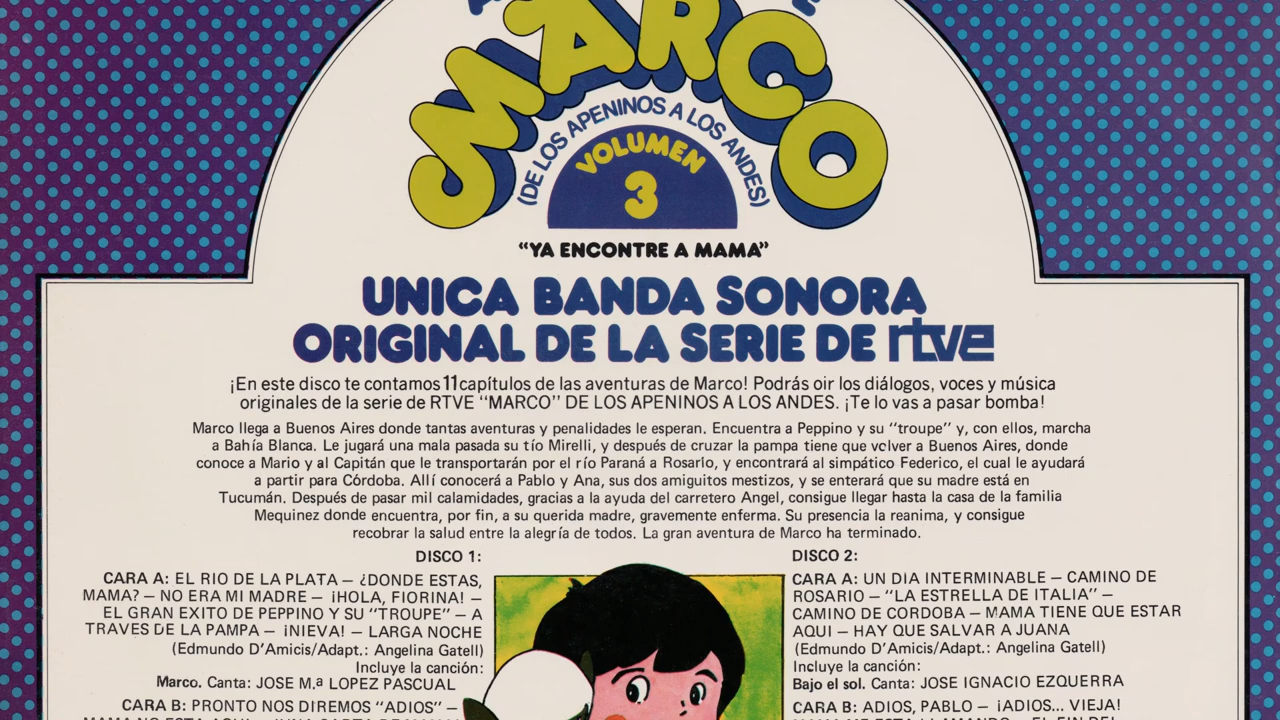 MARCO
(DE LOS APENINOS A LOS ANDES)
VOLUMEN
3
“YA ENCONTRE A MAMA”
UNICA BANDA SONORA
ORIGINAL DE LA SERIE DE rtve
¡En este disco te contamos 11 capítulos de las aventuras de Marco! Podrás oir los diálogos, voces y música
originales de la serie de RTVE “MARCO” DE LOS APENINOS A LOS ANDES. ¡Te lo vas a pasar bomba!
Marco llega a Buenos Aires donde tantas aventuras y penalidades le esperan. Encuentra a Peppino y su “troupe” y, con ellos, marcha
a Bahía Blanca. Le jugará una mala pasada su tío Mirelli, y después de cruzar la pampa tiene que volver a Buenos Aires, donde
conoce a Mario y al Capitán que le transportarán por el río Paraná a Rosario, y encontrará al simpático Federico, el cual le ayudará
a partir para Córdoba. Allí conocerá a Pablo y Ana, sus dos amiguitos mestizos, y se enterará que su madre está en
Tucumán. Después de pasar mil calamidades, gracias a la ayuda del carretero Angel, consigue llegar hasta la casa de la familia
Mequinez donde encuentra, por fin, a su querida madre, gravemente enferma. Su presencia la reanima, y consigue
recobrar la salud entre la alegría de todos. La gran aventura de Marco ha terminado.
DISCO 1:
CARA A: EL RIO DE LA PLATA – ¿DONDE ESTAS,
MAMA? – NO ERA MI MADRE – ¡HOLA, FIORINA! –
EL GRAN EXITO DE PEPPINO Y SU “TROUPE” – A
TRAVES DE LA PAMPA – ¡NIEVA! – LARGA NOCHE
(Edmundo D’Amicis/Adapt.: Angelina Gatell)
Incluye la canción:
Marco. Canta: JOSE M.ª LOPEZ PASCUAL
CARA B: PRONTO NOS DIREMOS “ADIOS” –
DISCO 2:
CARA A: UN DIA INTERMINABLE – CAMINO DE
ROSARIO – “LA ESTRELLA DE ITALIA” –
CAMINO DE CORDOBA – MAMA TIENE QUE ESTAR
AQUI – HAY QUE SALVAR A JUANA
(Edmundo D’Amicis/Adapt.: Angelina Gatell)
Incluye la canción:
Bajo el sol. Canta: JOSE IGNACIO EZQUERRA
CARA B: ADIOS, PABLO – ¡ADIOS... VIEJA!